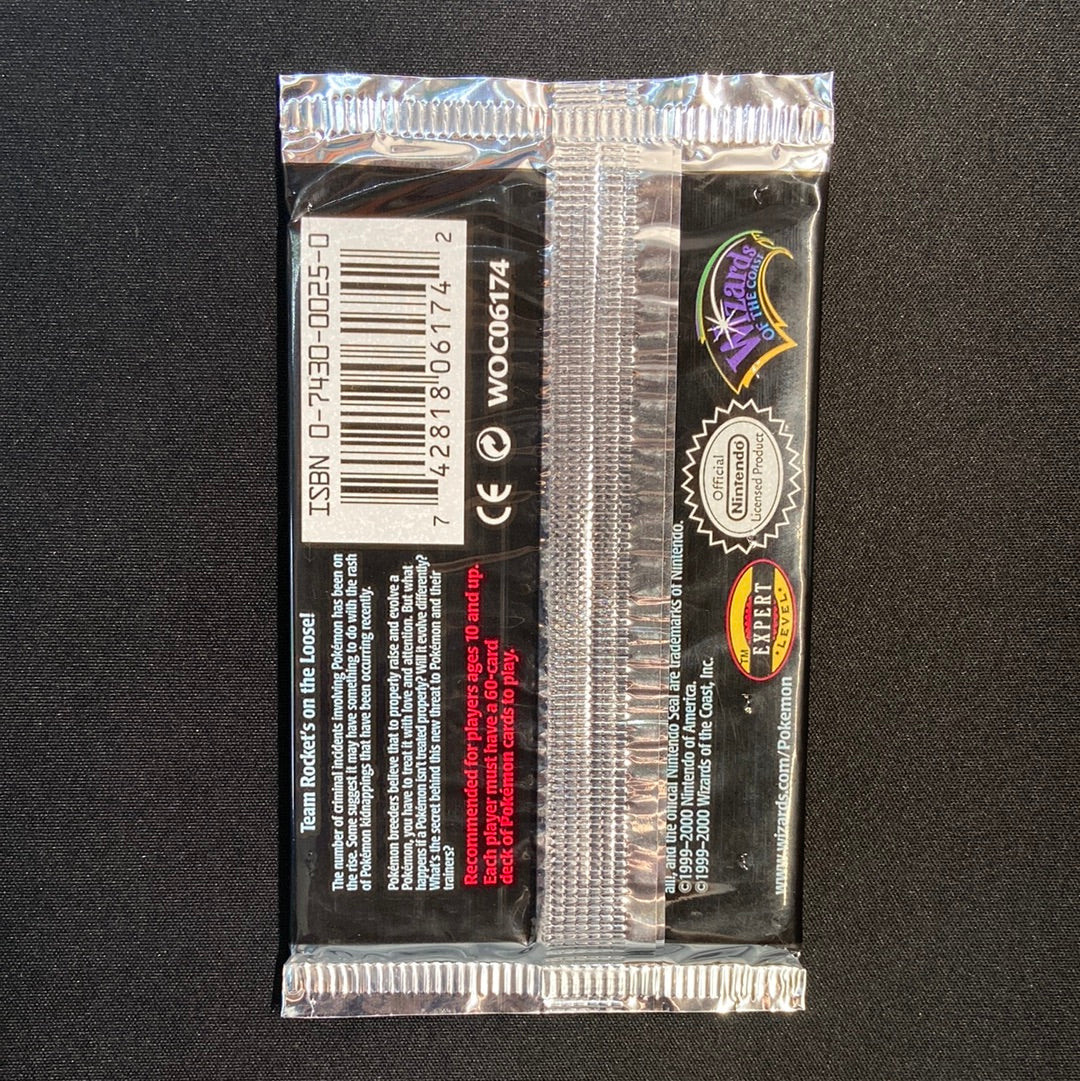 Team Rocket's on the Loose!
The number of criminal incidents involving Pokémon has been on
the rise. Some suggest it may have something to do with the rash
of Pokémon kidnappings that have been occurring recently.
Pokémon breeders believe that to properly raise and evolve a
Pokémon, you have to treat it with love and attention. But what
happens if a Pokémon isn't treated properly? Will it evolve differently?
What's the secret behind this new threat to Pokémon and their
trainers?
Recommended for players ages 10 and up.
Each player must have a 60-card
deck of Pokémon cards to play.
ISBN 0-7430-0025-0
7 42818 06174 2
CE WOC06174
all, and the official Nintendo Seal are trademarks of Nintendo.
©1999–2000 Nintendo of America.
©1999–2000 Wizards of the Coast, Inc.
www.wizards.com/Pokemon
TM
EXPERT
LEVEL
Official
Nintendo
Licensed Product
Wizards
OF THE COAST